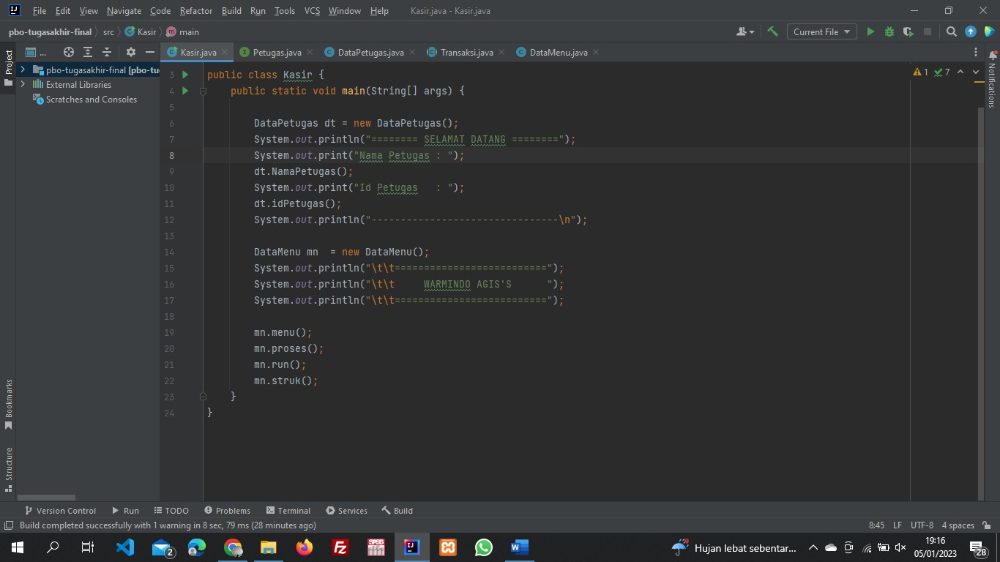 File Edit View Navigate Code Refactor Build Run Tools VCS Window Help Kasir.java - Kasir.java
pbo-tugasakhir-final src Kasir main Current File
Project ... Kasir.java Petugas.java DataPetugas.java Transaksi.java DataMenu.java Notifications
pbo-tugasakhir-final [pbo-tu
External Libraries
Scratches and Consoles
1 7
3 public class Kasir {
4 public static void main(String[] args) {
5
6 DataPetugas dt = new DataPetugas();
7 System.out.println("======== SELAMAT DATANG ========");
8 System.out.print("Nama Petugas : ");
9 dt.NamaPetugas();
10 System.out.print("Id Petugas   : ");
11 dt.idPetugas();
12 System.out.println("--------------------------------\n");
13
14 DataMenu mn  = new DataMenu();
15 System.out.println("\t\t==========================");
16 System.out.println("\t\t     WARMINDO AGIS'S      ");
17 System.out.println("\t\t==========================");
18
19 mn.menu();
20 mn.proses();
21 mn.run();
22 mn.struk();
23 }
24 }
Bookmarks
Structure
Version Control Run TODO Problems Terminal Services Build
Build completed successfully with 1 warning in 8 sec, 79 ms (28 minutes ago) 8:45 LF UTF-8 4 spaces
2 Fz SPSS IJ W Hujan lebat sebentar... 19:16
05/01/2023 28